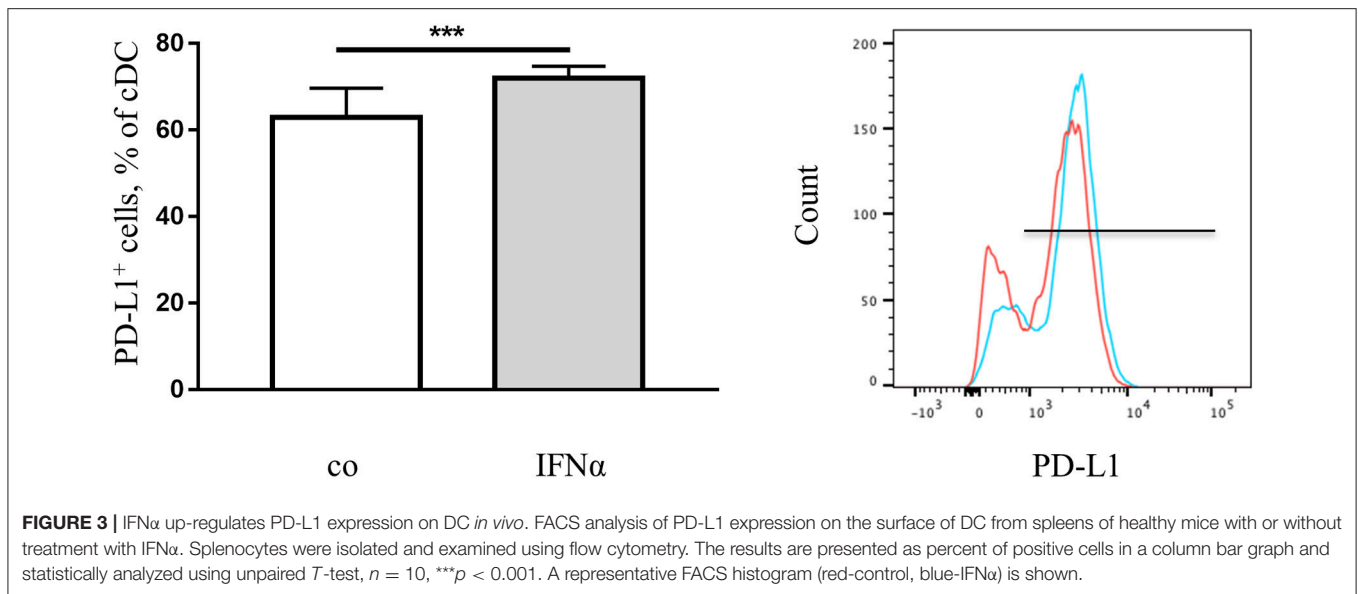 PD-L1⁺ cells, % of cDC
80
60
40
20
0
***
co
IFNα
Count
200
150
100
50
0
-10³
0
10³
10⁴
10⁵
PD-L1
FIGURE 3 | IFNα up-regulates PD-L1 expression on DC in vivo. FACS analysis of PD-L1 expression on the surface of DC from spleens of healthy mice with or without
treatment with IFNα. Splenocytes were isolated and examined using flow cytometry. The results are presented as percent of positive cells in a column bar graph and
statistically analyzed using unpaired T-test, n = 10, ***p < 0.001. A representative FACS histogram (red-control, blue-IFNα) is shown.